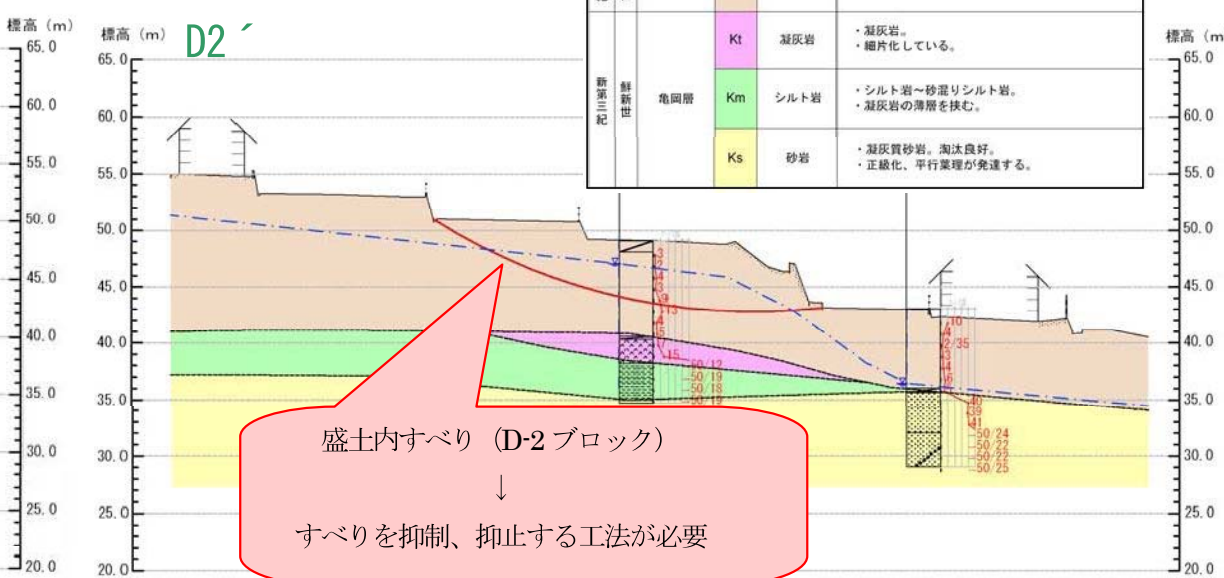 標高（m）
65.0
60.0
55.0
50.0
45.0
40.0
35.0
30.0
25.0
20.0
標高（m）
D2´
65.0
60.0
55.0
50.0
45.0
40.0
35.0
30.0
25.0
20.0
新第三紀
鮮新世
亀岡層
Kt
凝灰岩
・凝灰岩。
・細片化している。
Km
シルト岩
・シルト岩～砂混りシルト岩。
・凝灰岩の薄層を挟む。
Ks
砂岩
・凝灰質砂岩。淘汰良好。
・正級化、平行葉理が発達する。
標高（m
65.0
60.0
55.0
50.0
45.0
40.0
35.0
30.0
25.0
20.0
3
2
4
3
9
13
4
5
7
15
50/12
50/19
50/18
50/19
10
4
2/35
3
4
6
40
39
41
50/24
50/22
50/22
50/25
盛土内すべり（D-2 ブロック）
↓
すべりを抑制、抑止する工法が必要